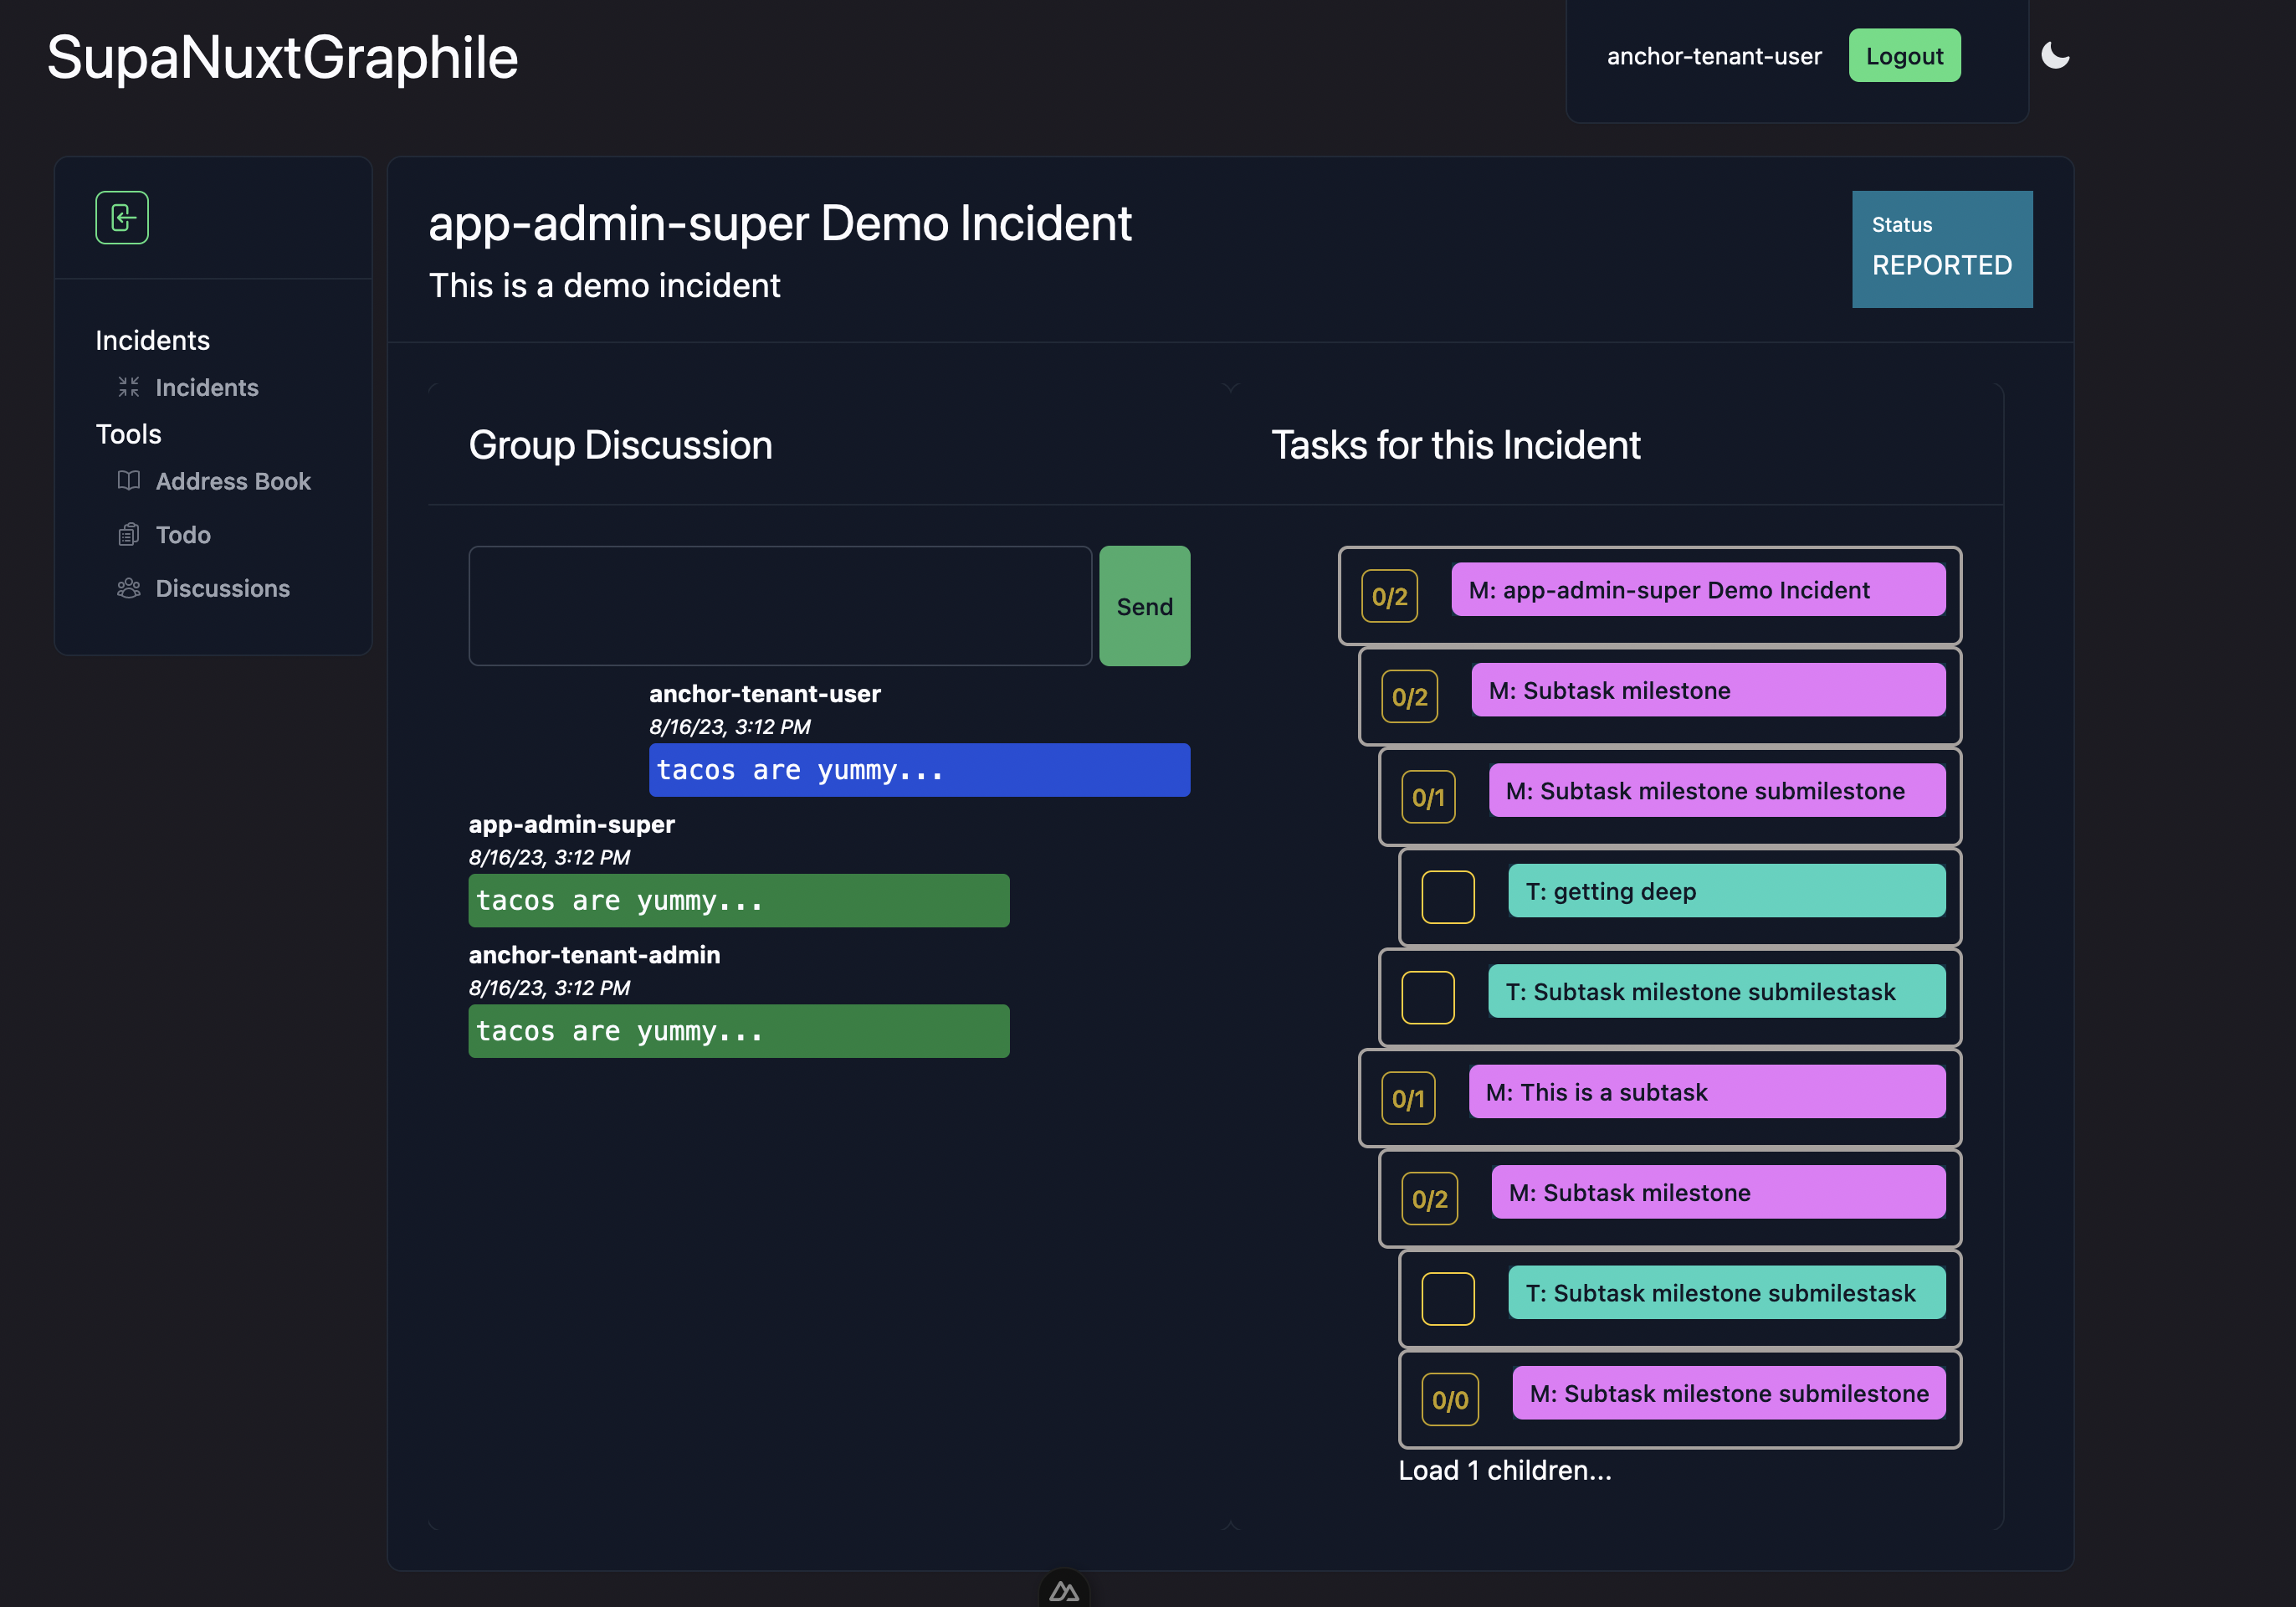 SupaNuxtGraphile
anchor-tenant-user
Logout
Incidents
Incidents
Tools
Address Book
Todo
Discussions
app-admin-super Demo Incident
This is a demo incident
Status
REPORTED
Group Discussion
Send
anchor-tenant-user
8/16/23, 3:12 PM
tacos are yummy...
app-admin-super
8/16/23, 3:12 PM
tacos are yummy...
anchor-tenant-admin
8/16/23, 3:12 PM
tacos are yummy...
Tasks for this Incident
0/2 M: app-admin-super Demo Incident
0/2 M: Subtask milestone
0/1 M: Subtask milestone submilestone
T: getting deep
T: Subtask milestone submilestask
0/1 M: This is a subtask
0/2 M: Subtask milestone
T: Subtask milestone submilestask
0/0 M: Subtask milestone submilestone
Load 1 children...